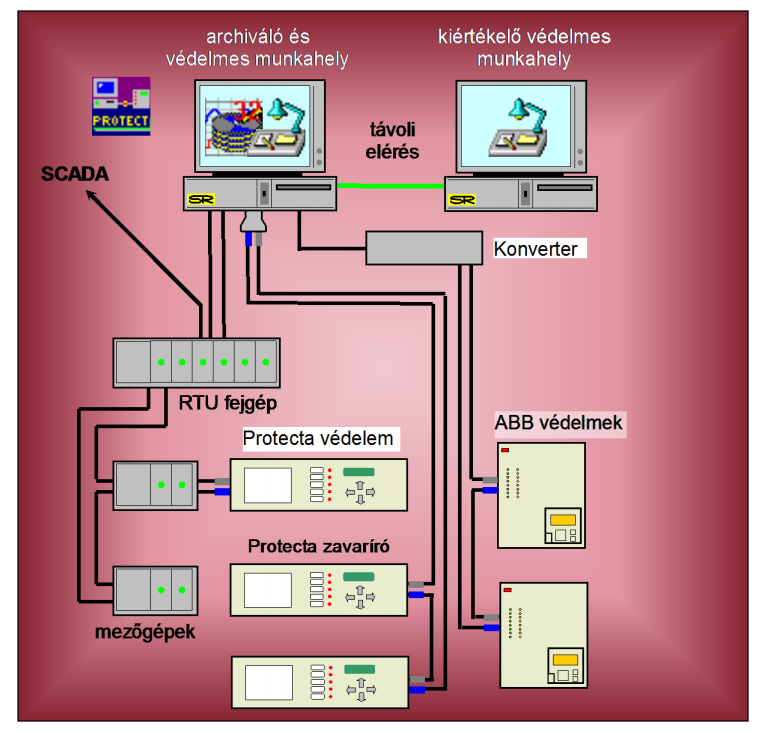 archiváló és
védelmes munkahely
kiértékelő védelmes
munkahely
PROTECT
32
távoli
elérés
SCADA
SR
SR
Konverter
RTU fejgép
Protecta védelem
ABB védelmek
Protecta zavaríró
mezőgépek